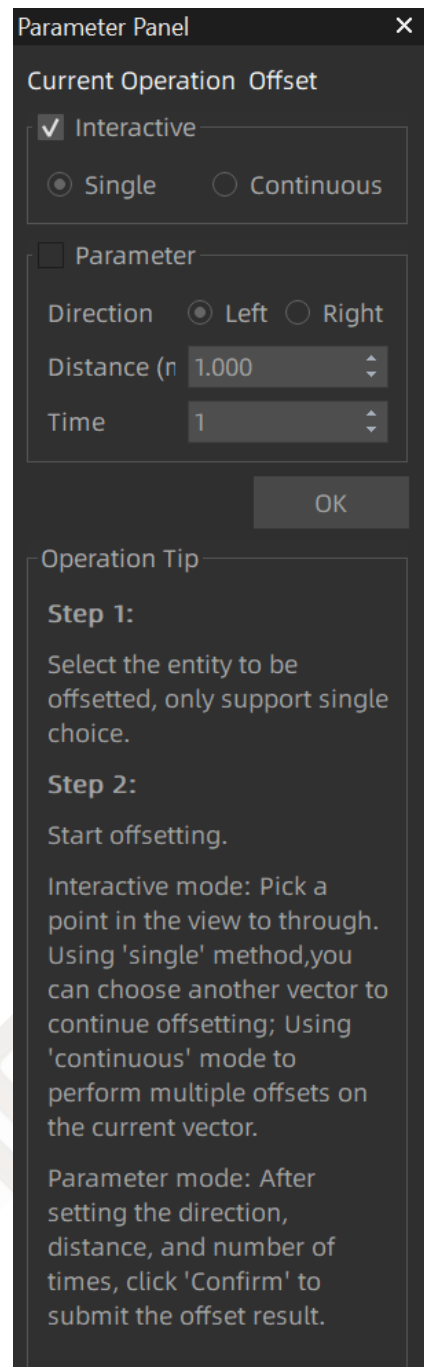 Parameter Panel
Current Operation Offset
Interactive
Single Continuous
Parameter
Direction Left Right
Distance (n 1.000
Time 1
OK
Operation Tip
Step 1:
Select the entity to be
offsetted, only support single
choice.
Step 2:
Start offsetting.
Interactive mode: Pick a
point in the view to through.
Using 'single' method,you
can choose another vector to
continue offsetting; Using
'continuous' mode to
perform multiple offsets on
the current vector.
Parameter mode: After
setting the direction,
distance, and number of
times, click 'Confirm' to
submit the offset result.